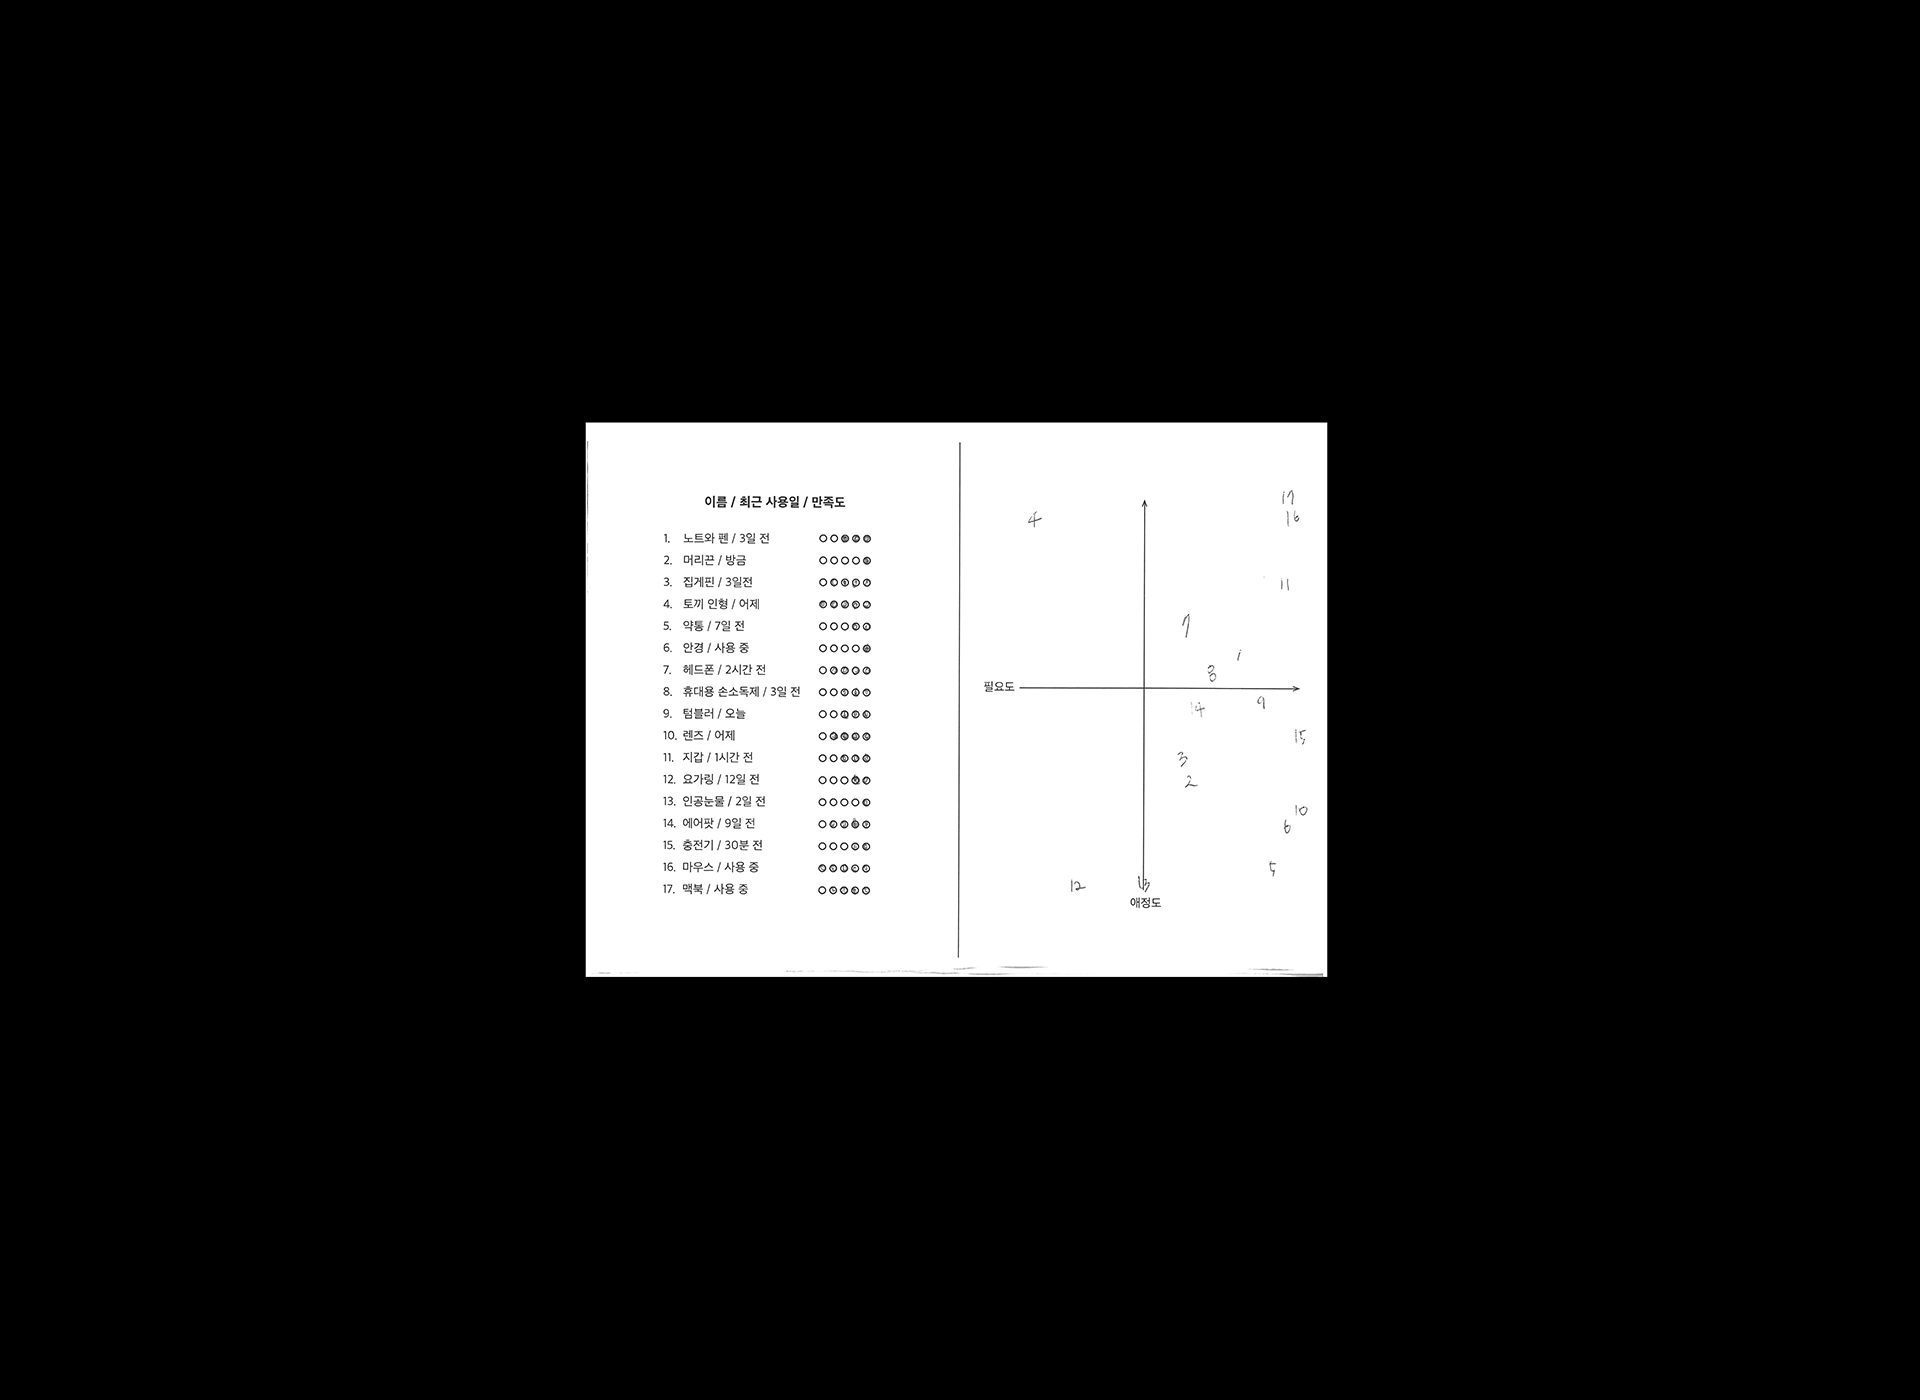 이름 / 최근 사용일 / 만족도
1. 노트와 펜 / 3일 전
2. 머리끈 / 방금
3. 집게핀 / 3일전
4. 토끼 인형 / 어제
5. 약통 / 7일 전
6. 안경 / 사용 중
7. 헤드폰 / 2시간 전
8. 휴대용 손소독제 / 3일 전
9. 텀블러 / 오늘
10. 렌즈 / 어제
11. 지갑 / 1시간 전
12. 요가링 / 12일 전
13. 인공눈물 / 2일 전
14. 에어팟 / 9일 전
15. 충전기 / 30분 전
16. 마우스 / 사용 중
17. 맥북 / 사용 중
17
4
16
11
7
1
8
필요도
14
9
15
3
2
10
6
5
12
13
애정도